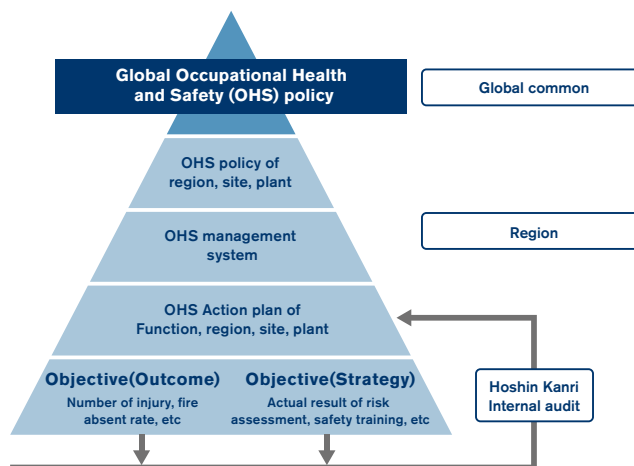 Global Occupational Health
and Safety (OHS) policy
Global common
OHS policy of
region, site, plant
OHS management
system
Region
OHS Action plan of
Function, region, site, plant
Objective(Outcome)
Number of injury, fire
absent rate, etc
Objective(Strategy)
Actual result of risk
assessment, safety training, etc
Hoshin Kanri
Internal audit